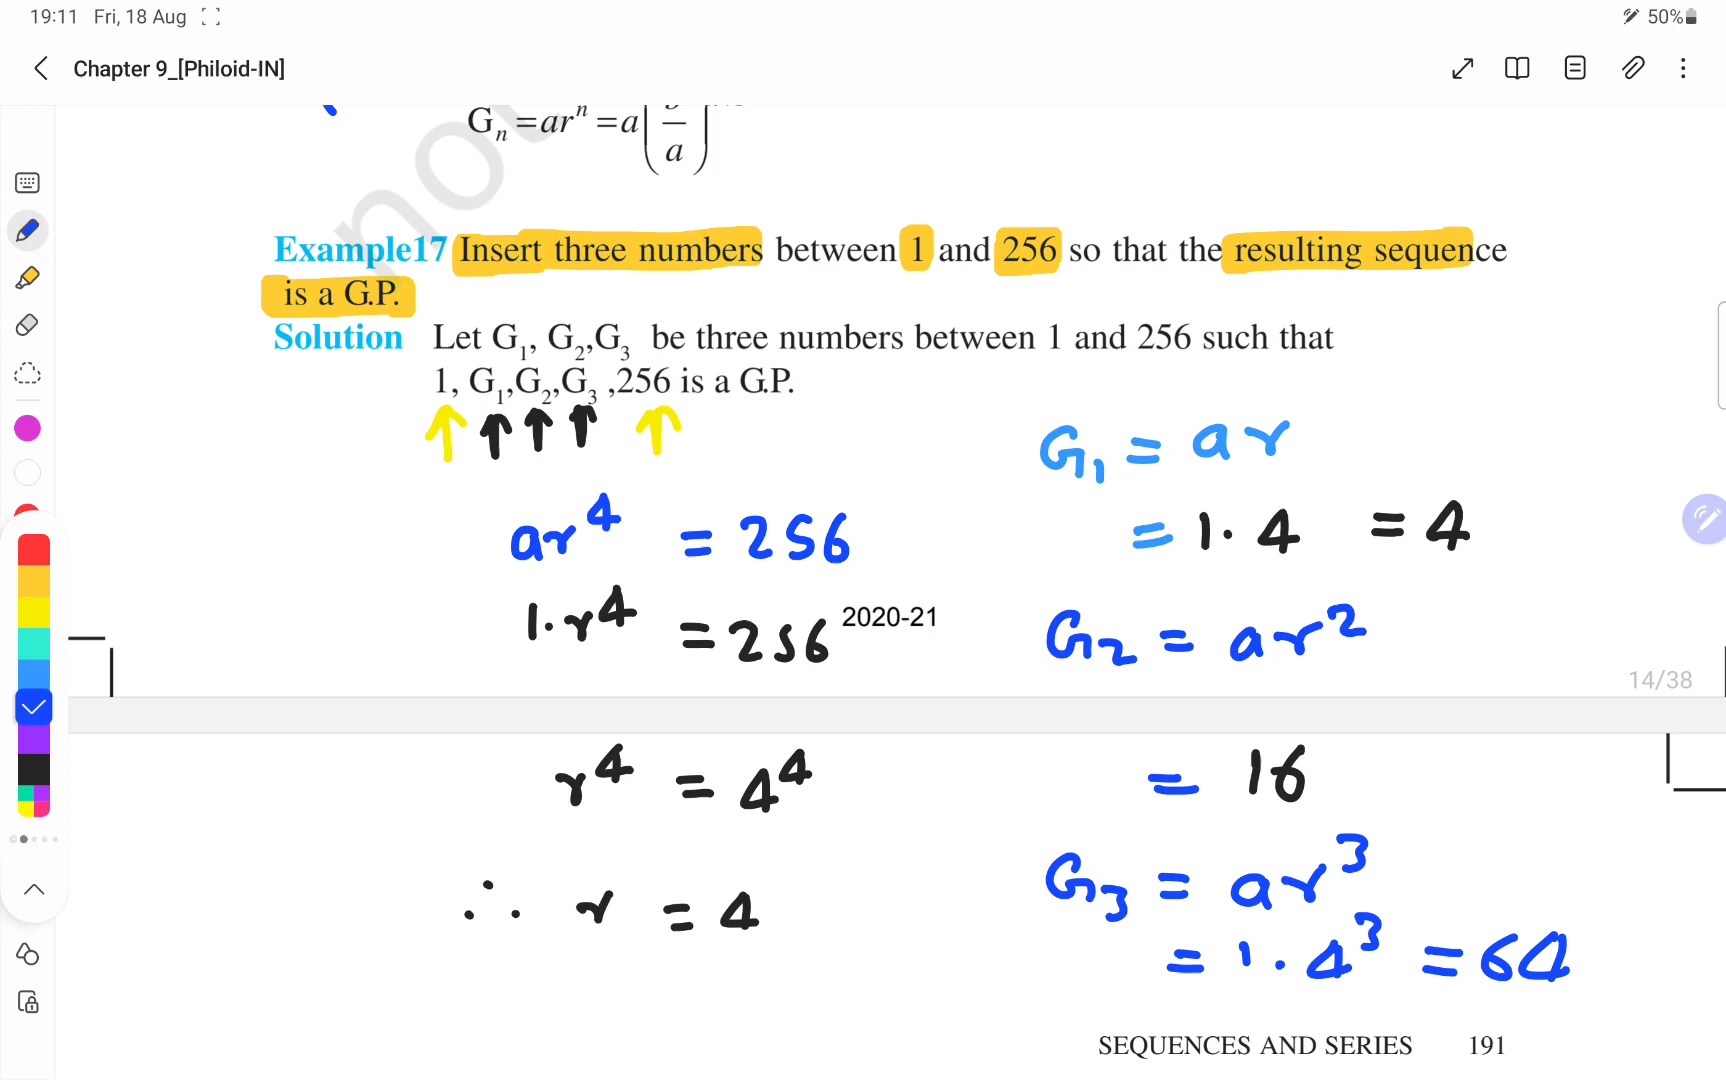 19:11 Fri, 18 Aug 50%
Chapter 9_[Philoid-IN]
Gₙ = arⁿ = a( /a)
not
Example17 Insert three numbers between 1 and 256 so that the resulting sequence
is a G.P.
Solution Let G₁, G₂,G₃ be three numbers between 1 and 256 such that
1, G₁,G₂,G₃ ,256 is a G.P.
ar⁴ = 256
1·r⁴ = 256
2020-21
r⁴ = 4⁴
∴ r = 4
G₁ = ar
= 1·4 = 4
G₂ = ar²
14/38
= 16
G₃ = ar³
= 1·4³ = 64
SEQUENCES AND SERIES 191